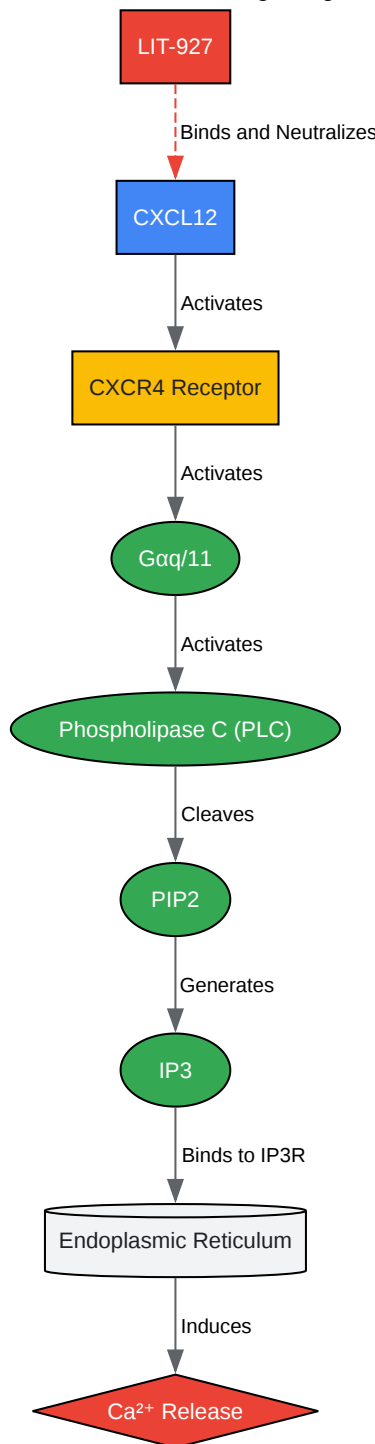 LIT-927
Binds and Neutralizes
CXCL12
Activates
CXCR4 Receptor
Activates
Gαq/11
Activates
Phospholipase C (PLC)
Cleaves
PIP2
Generates
IP3
Binds to IP3R
Endoplasmic Reticulum
Induces
Ca²⁺ Release